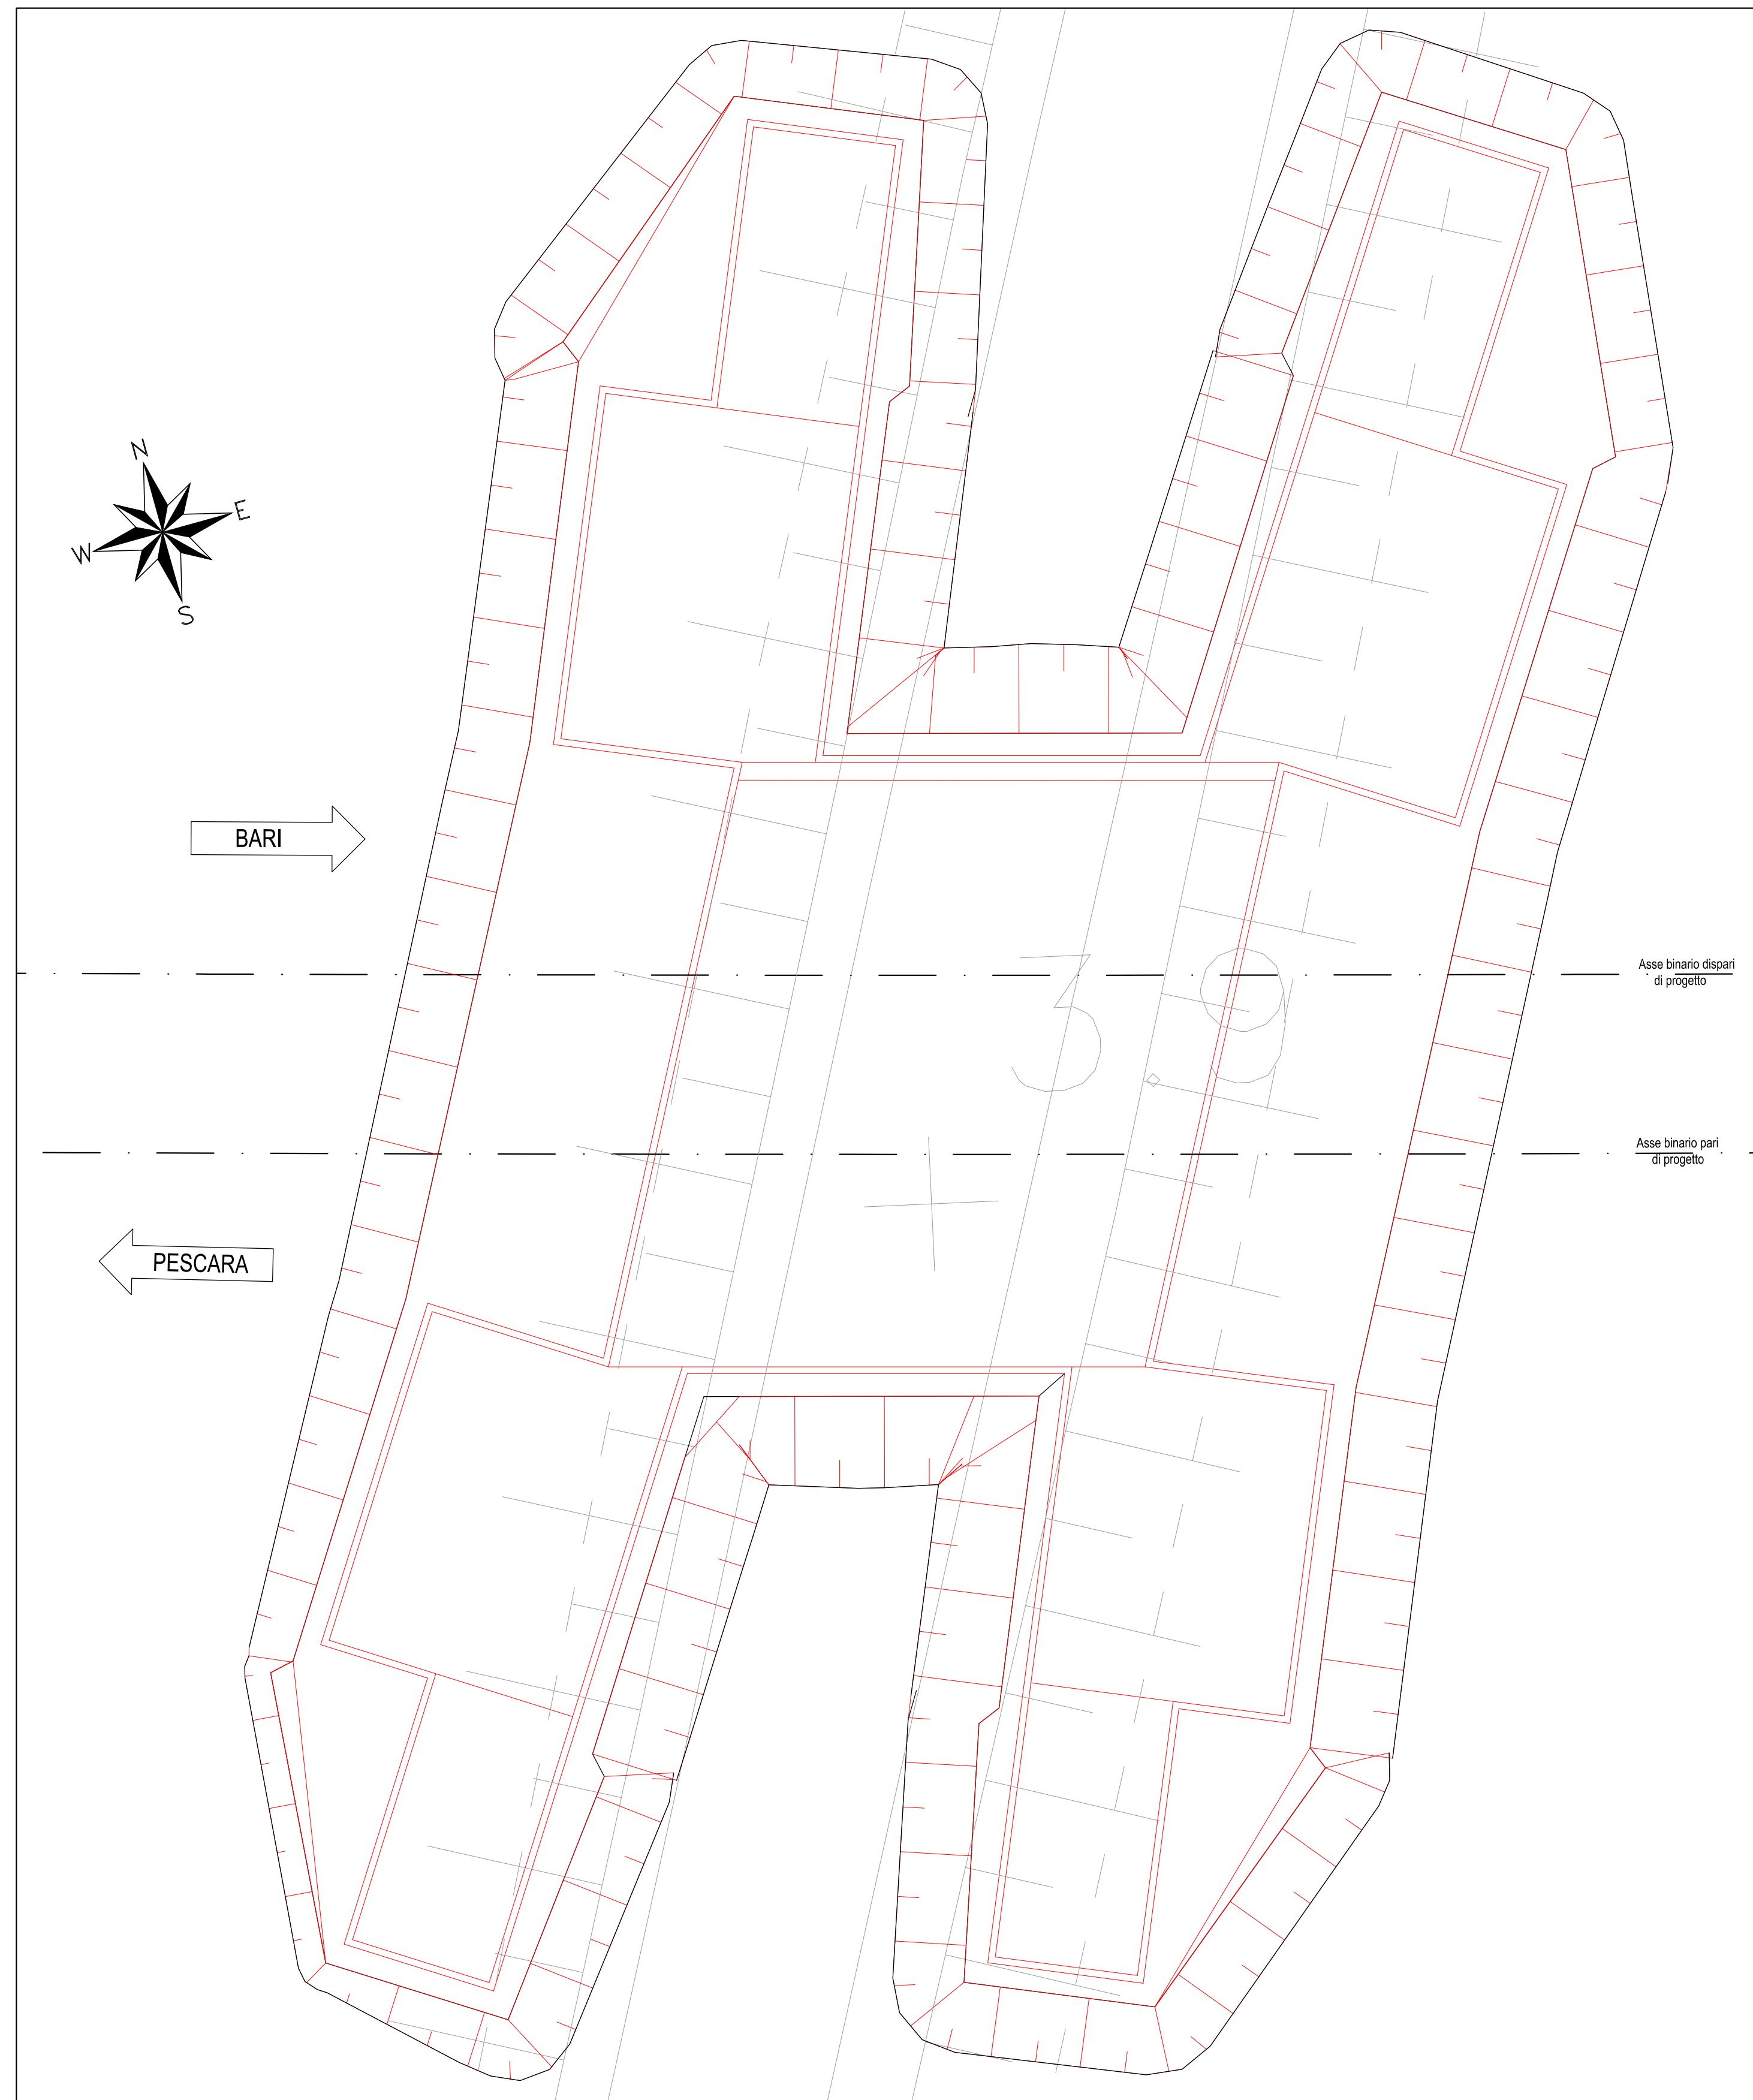 N
E
W
S
BARI
3.9
Asse binario dispari
di progetto
Asse binario pari
di progetto
PESCARA